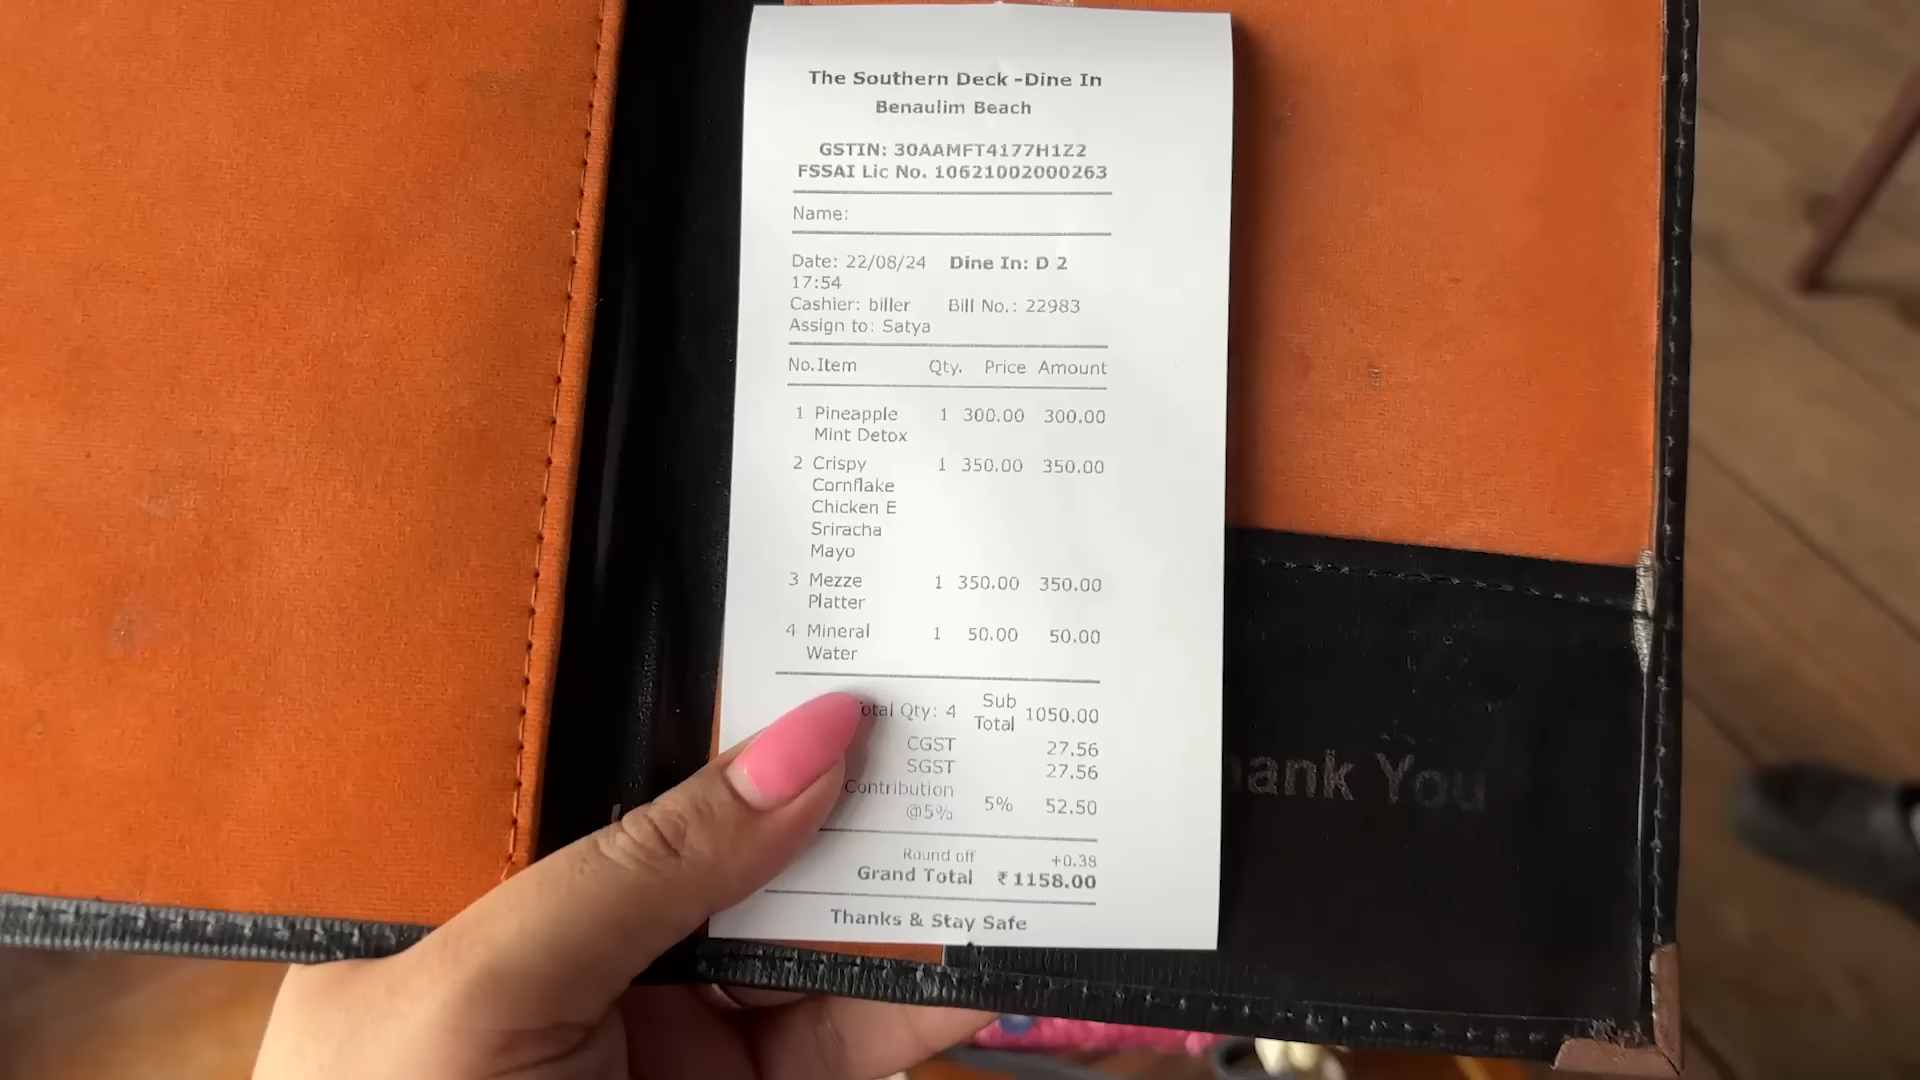 The Southern Deck -Dine In
Benaulim Beach
GSTIN: 30AAMFT4177H1Z2
FSSAI Lic No. 10621002000263
Name:
Date: 22/08/24 Dine In: D 2
17:54
Cashier: biller Bill No.: 22983
Assign to: Satya
No.Item Qty. Price Amount
1 Pineapple 1 300.00 300.00
Mint Detox
2 Crispy 1 350.00 350.00
Cornflake
Chicken E
Sriracha
Mayo
3 Mezze 1 350.00 350.00
Platter
4 Mineral 1 50.00 50.00
Water
Sub
otal Qty: 4 Total 1050.00
CGST 27.56
SGST 27.56
Contribution
@5% 5% 52.50
Round off +0.38
Grand Total ₹1158.00
Thanks & Stay Safe
ank You